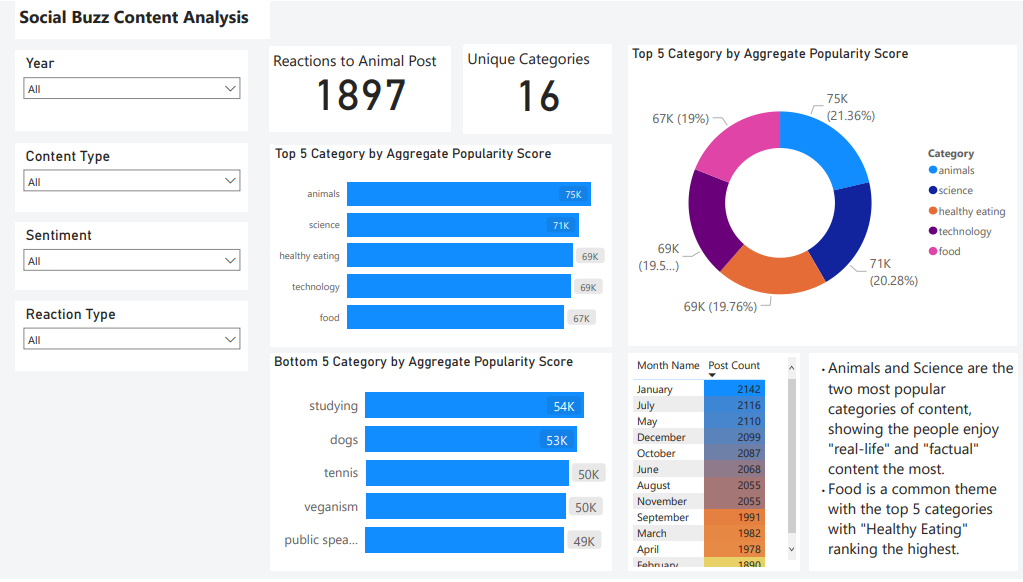 Social Buzz Content Analysis
Year
All
Content Type
All
Sentiment
All
Reaction Type
All
Reactions to Animal Post
1897
Unique Categories
16
Top 5 Category by Aggregate Popularity Score
animals 75K
science 71K
healthy eating 69K
technology 69K
food 67K
Bottom 5 Category by Aggregate Popularity Score
studying 54K
dogs 53K
tennis 50K
veganism 50K
public spea... 49K
Top 5 Category by Aggregate Popularity Score
75K
(21.36%)
71K
(20.28%)
69K (19.76%)
69K
(19.5...)
67K (19%)
Category
animals
science
healthy eating
technology
food
Month Name Post Count
January 2142
July 2116
May 2110
December 2099
October 2087
June 2068
August 2055
November 2055
September 1991
March 1982
April 1978
February 1890
• Animals and Science are the
two most popular
categories of content,
showing the people enjoy
"real-life" and "factual"
content the most.
• Food is a common theme
with the top 5 categories
with "Healthy Eating"
ranking the highest.